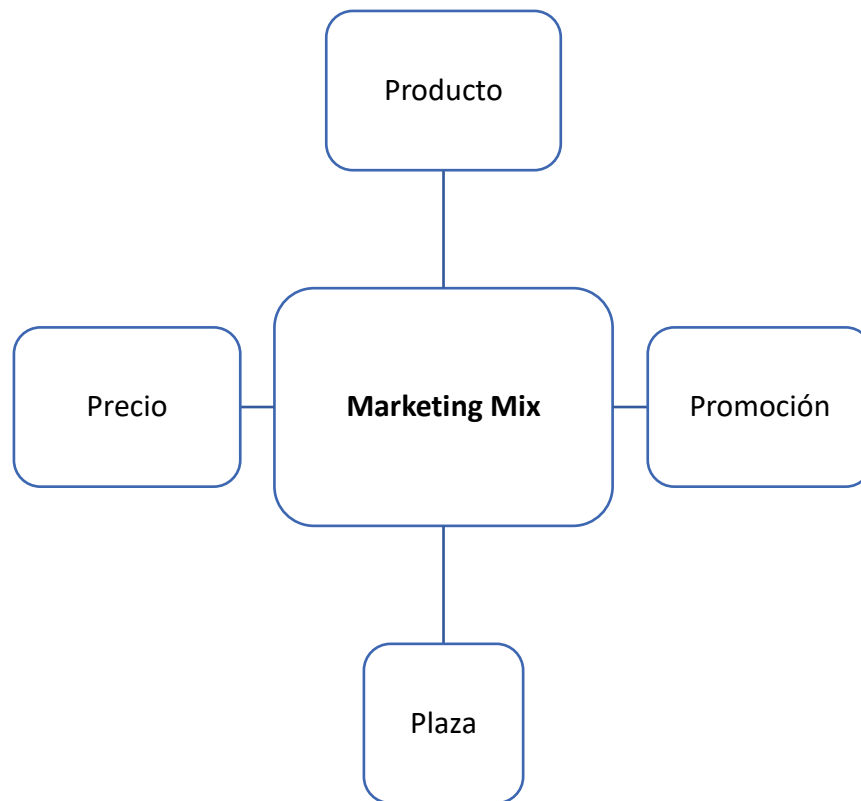 Producto
Precio
Marketing Mix
Promoción
Plaza